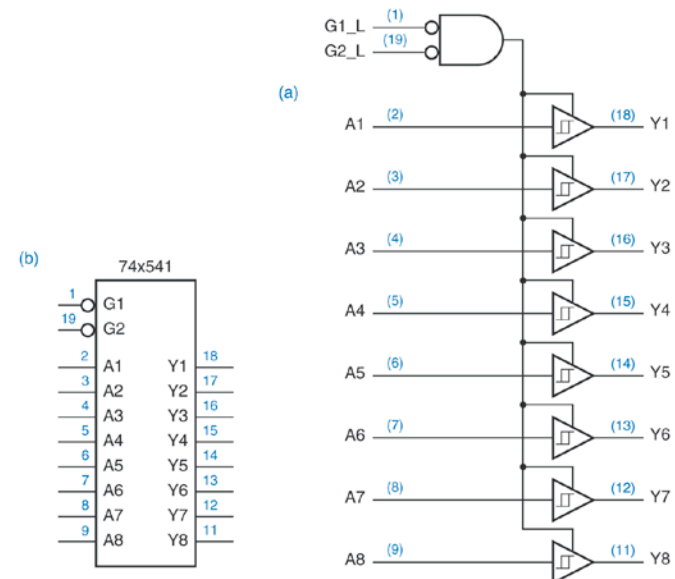 (a)
G1_L (1)
G2_L (19)
A1 (2) (18) Y1
A2 (3) (17) Y2
A3 (4) (16) Y3
A4 (5) (15) Y4
A5 (6) (14) Y5
A6 (7) (13) Y6
A7 (8) (12) Y7
A8 (9) (11) Y8
(b)
74x541
1 G1
19 G2
2 A1 Y1 18
3 A2 Y2 17
4 A3 Y3 16
5 A4 Y4 15
6 A5 Y5 14
7 A6 Y6 13
8 A7 Y7 12
9 A8 Y8 11